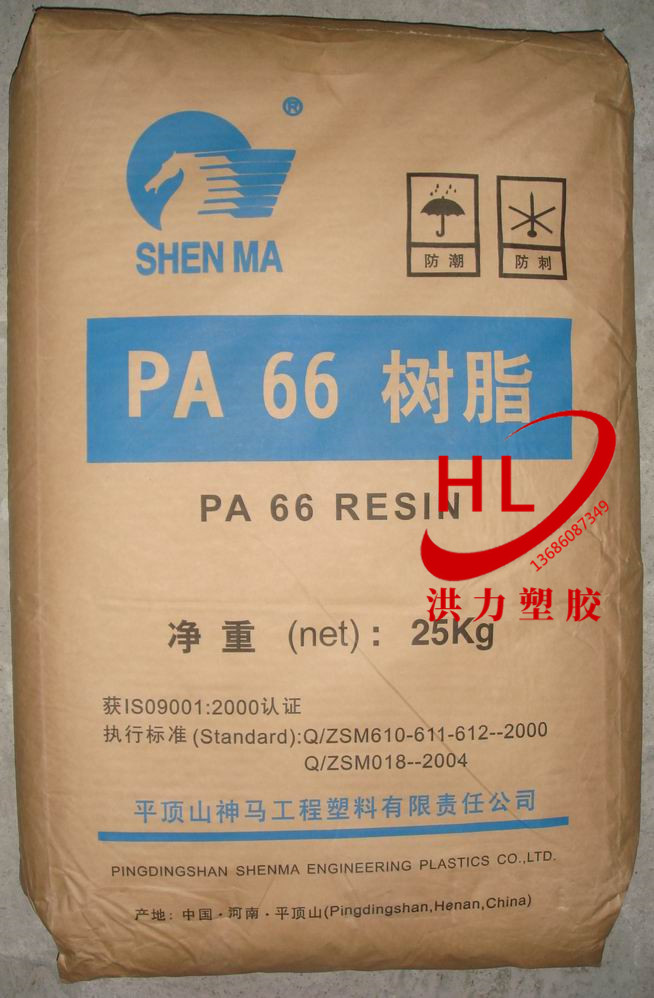 ®
SHEN MA
防潮
防刺
PA 66 树脂
PA 66 RESIN
HL
13686087349
洪力塑胶
净重 (net): 25Kg
获IS09001:2000认证
执行标准(Standard):Q/ZSM610-611-612--2000
Q/ZSM018--2004
平顶山神马工程塑料有限责任公司
PINGDINGSHAN SHENMA ENGINEERING PLASTICS CO.,LTD.
产地: 中国·河南·平顶山(Pingdingshan,Henan,China)